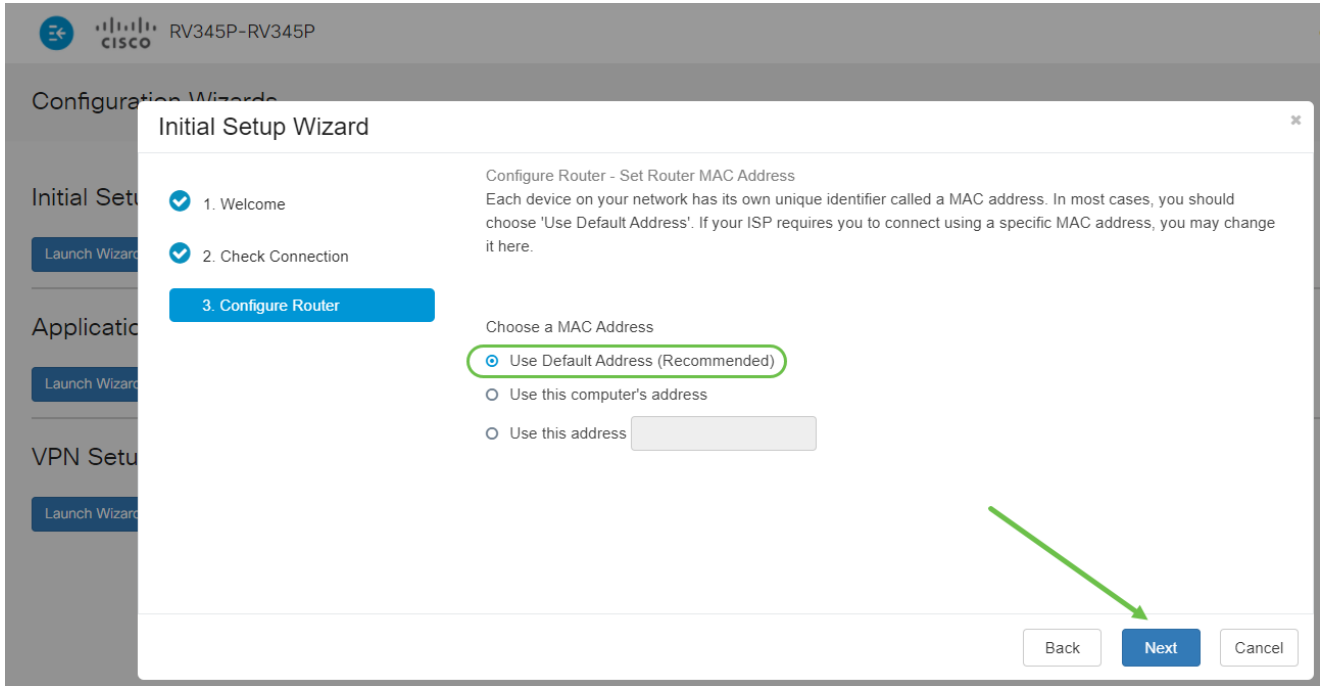 CISCO RV345P-RV345P
Configuration Wizards
Initial Setup Wizard
Initial Setu
Launch Wizard
Applicatio
Launch Wizard
VPN Setu
Launch Wizard
1. Welcome
2. Check Connection
3. Configure Router
Configure Router - Set Router MAC Address
Each device on your network has its own unique identifier called a MAC address. In most cases, you should
choose 'Use Default Address'. If your ISP requires you to connect using a specific MAC address, you may change
it here.
Choose a MAC Address
Use Default Address (Recommended)
Use this computer's address
Use this address
Back
Next
Cancel